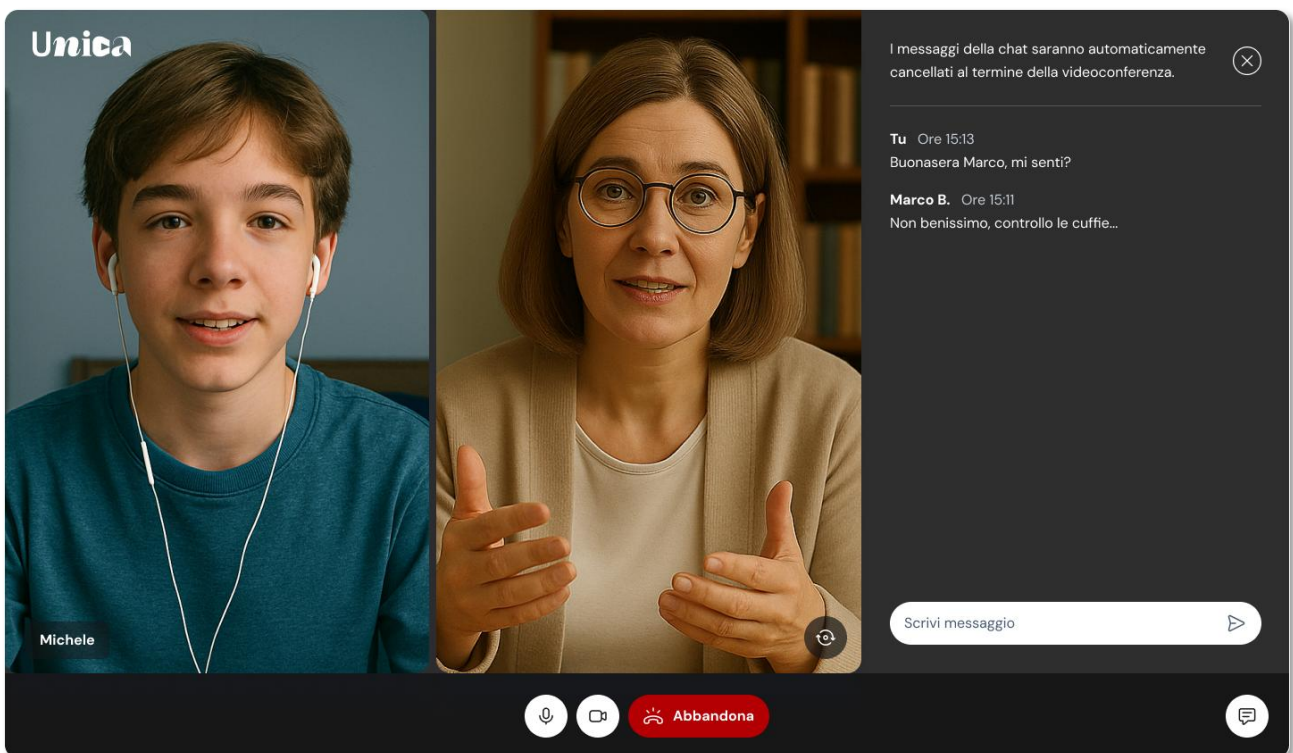 Unica
Michele
I messaggi della chat saranno automaticamente
cancellati al termine della videoconferenza.
Tu Ore 15:13
Buonasera Marco, mi senti?
Marco B. Ore 15:11
Non benissimo, controllo le cuffie...
Scrivi messaggio
Abbandona